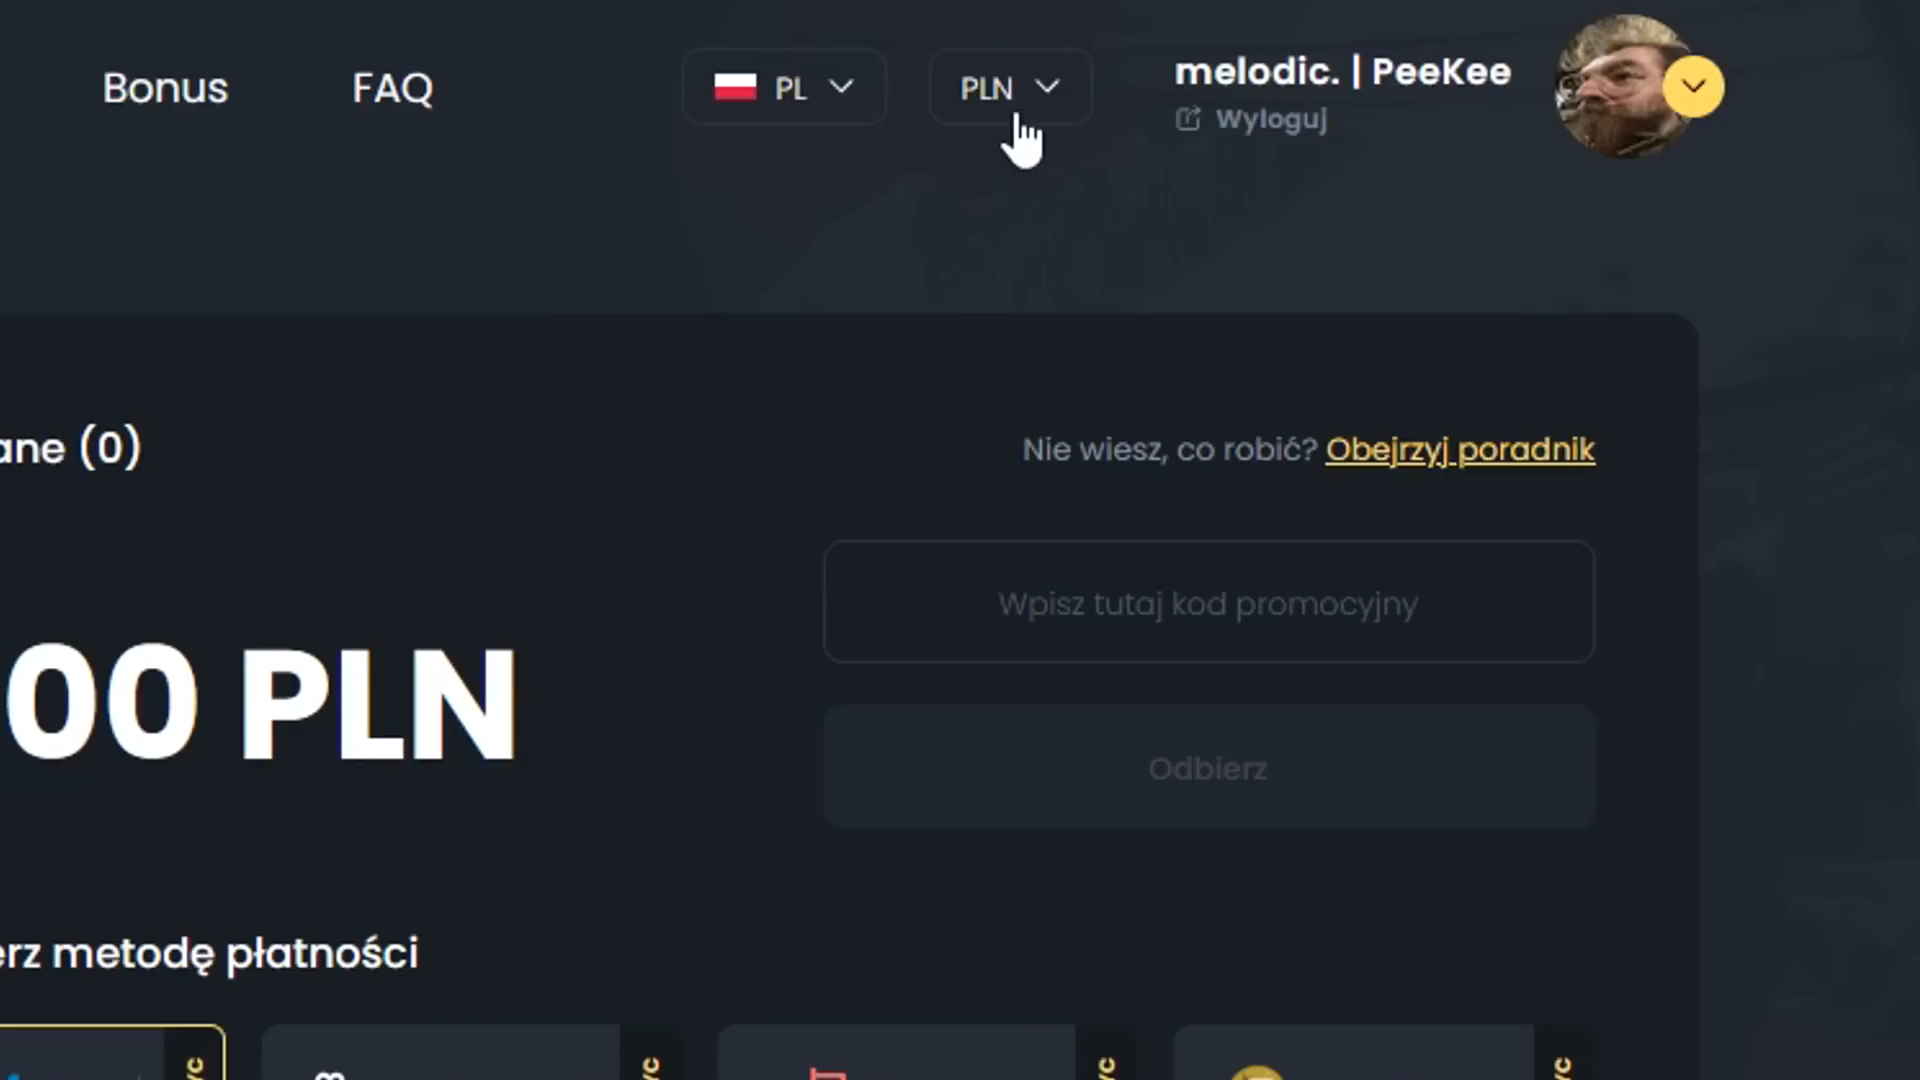 Bonus FAQ PL PLN melodic. | PeeKee
Wyloguj
ane (0) Nie wiesz, co robić? Obejrzyj poradnik
Wpisz tutaj kod promocyjny
00 PLN
Odbierz
erz metodę płatności